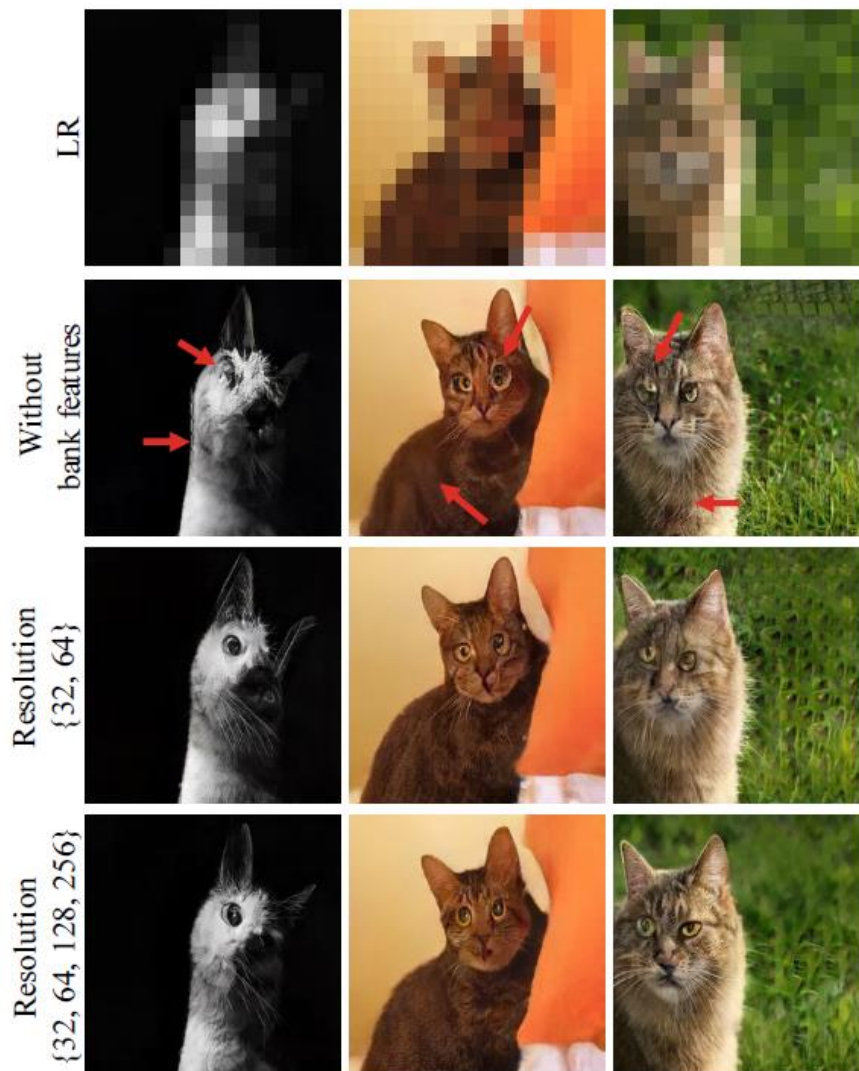 LR
Without
bank features
Resolution
{32, 64}
Resolution
{32, 64, 128, 256}